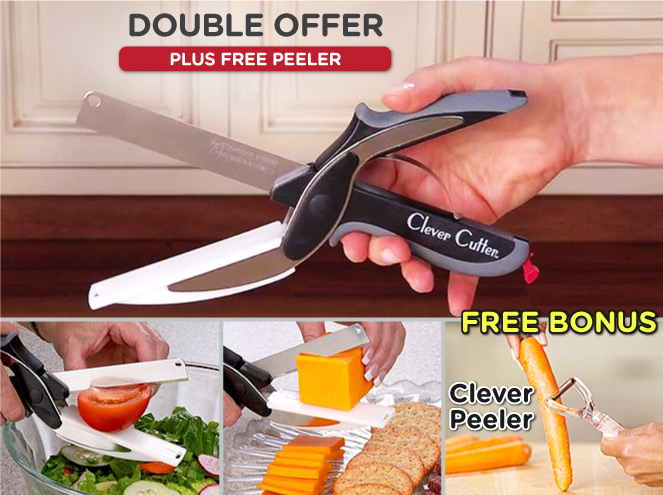 DOUBLE OFFER
PLUS FREE PEELER
Clever Cutter
FREE BONUS
Clever
Peeler